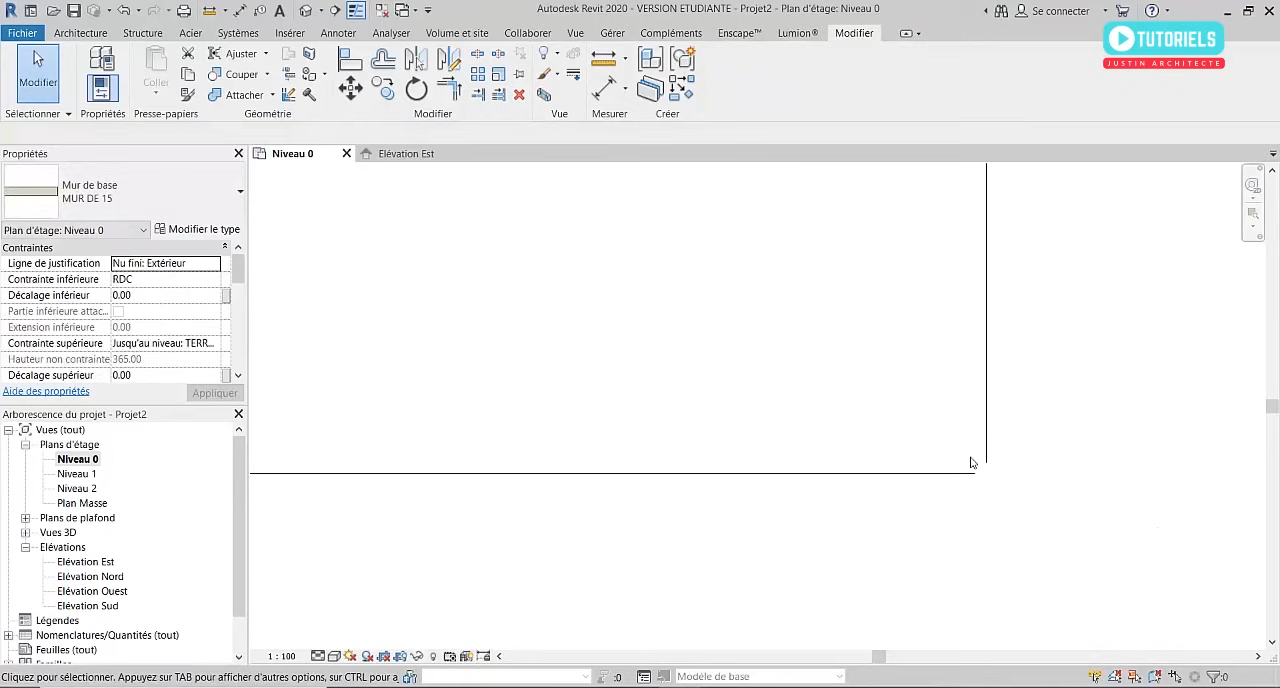 Autodesk Revit 2020 - VERSION ETUDIANTE - Projet2 - Plan d'étage: Niveau 0
Se connecter
Fichier
Architecture
Structure
Acier
Systèmes
Insérer
Annoter
Analyser
Volume et site
Collaborer
Vue
Gérer
Compléments
Enscape™
Lumion®
Modifier
TUTORIELS
JUSTIN ARCHITECTE
Modifier
Coller
Ajuster
Couper
Attacher
Sélectionner
Propriétés
Presse-papiers
Géométrie
Modifier
Vue
Mesurer
Créer
Propriétés
Niveau 0
Elévation Est
Mur de base
MUR DE 15
Plan d'étage: Niveau 0
Modifier le type
Contraintes
Ligne de justification Nu fini: Extérieur
Contrainte inférieure RDC
Décalage inférieur 0.00
Partie inférieure attac...
Extension inférieure 0.00
Contrainte supérieure Jusqu'au niveau: TERR...
Hauteur non contrainte 365.00
Décalage supérieur 0.00
Aide des propriétés
Appliquer
Arborescence du projet - Projet2
Vues (tout)
Plans d'étage
Niveau 0
Niveau 1
Niveau 2
Plan Masse
Plans de plafond
Vues 3D
Elévations
Elévation Est
Elévation Nord
Elévation Ouest
Elévation Sud
Légendes
Nomenclatures/Quantités (tout)
Feuilles (tout)
1 : 100
Cliquez pour sélectionner. Appuyez sur TAB pour afficher d'autres options, sur CTRL pour a
:0
Modèle de base
:0